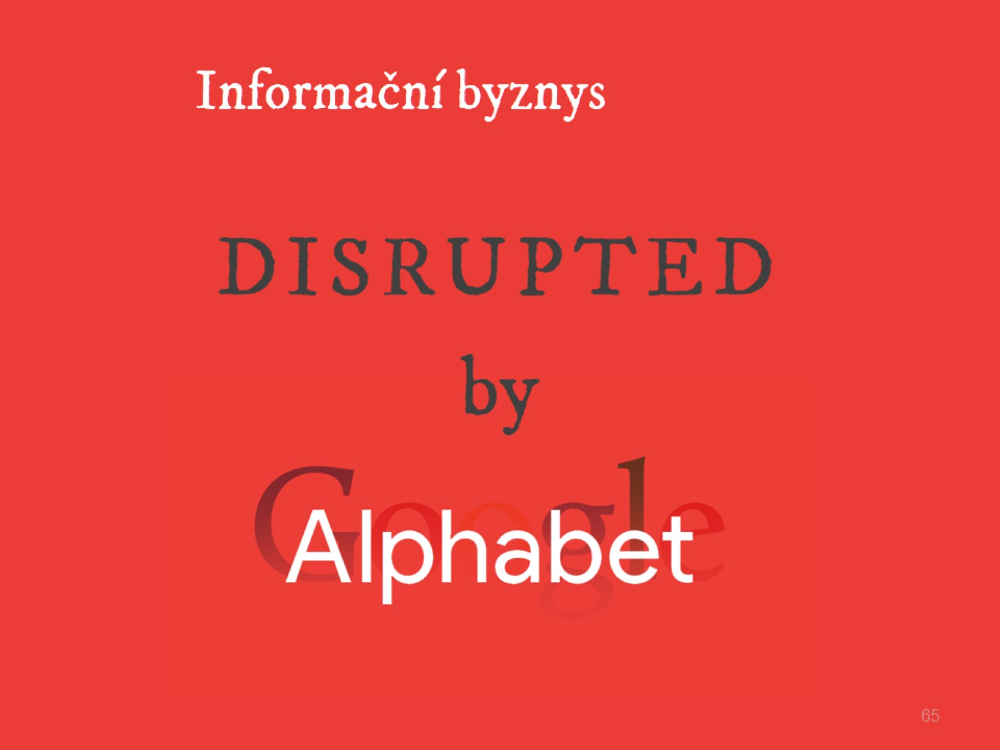 Informační byznys
DISRUPTED
by
Google
Alphabet
65